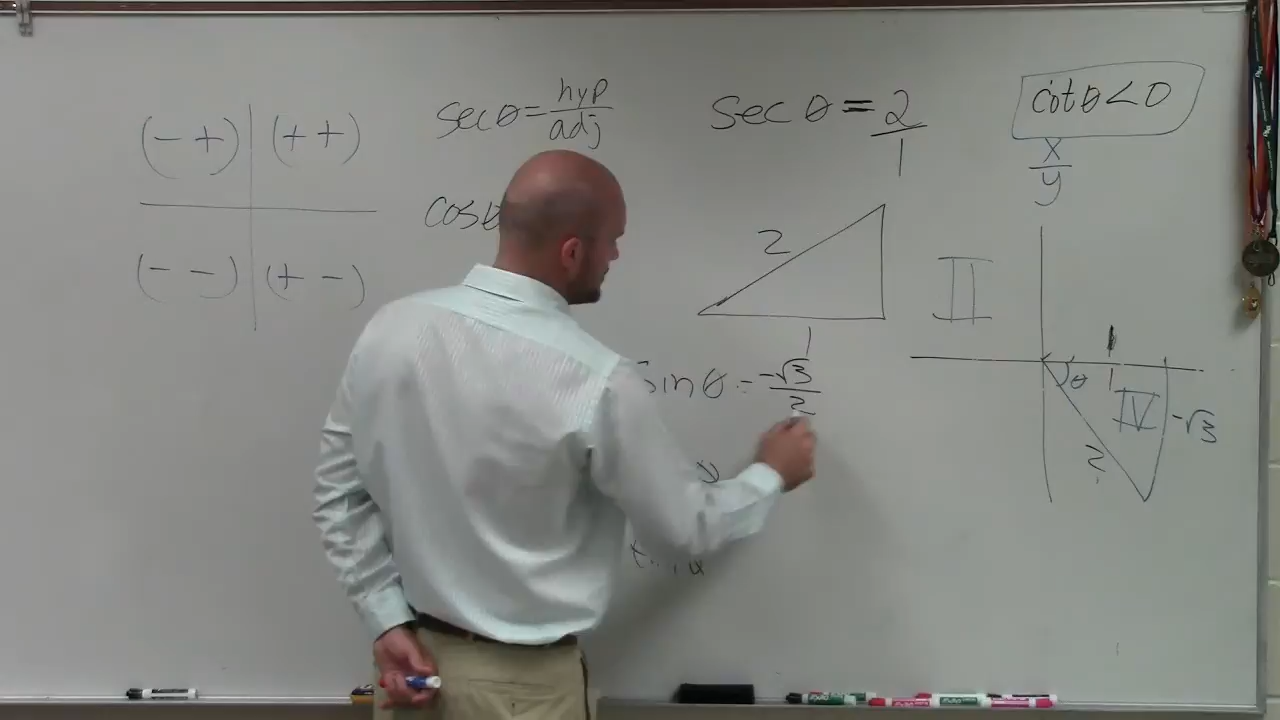 (- +) (+ +)
(- -) (+ -)
sec θ = hyp/adj
cos θ
sec θ = 2/1
2
1
sin θ = -√3/2
cot θ < 0
x/y
II
1
θ
IV
2
-√3